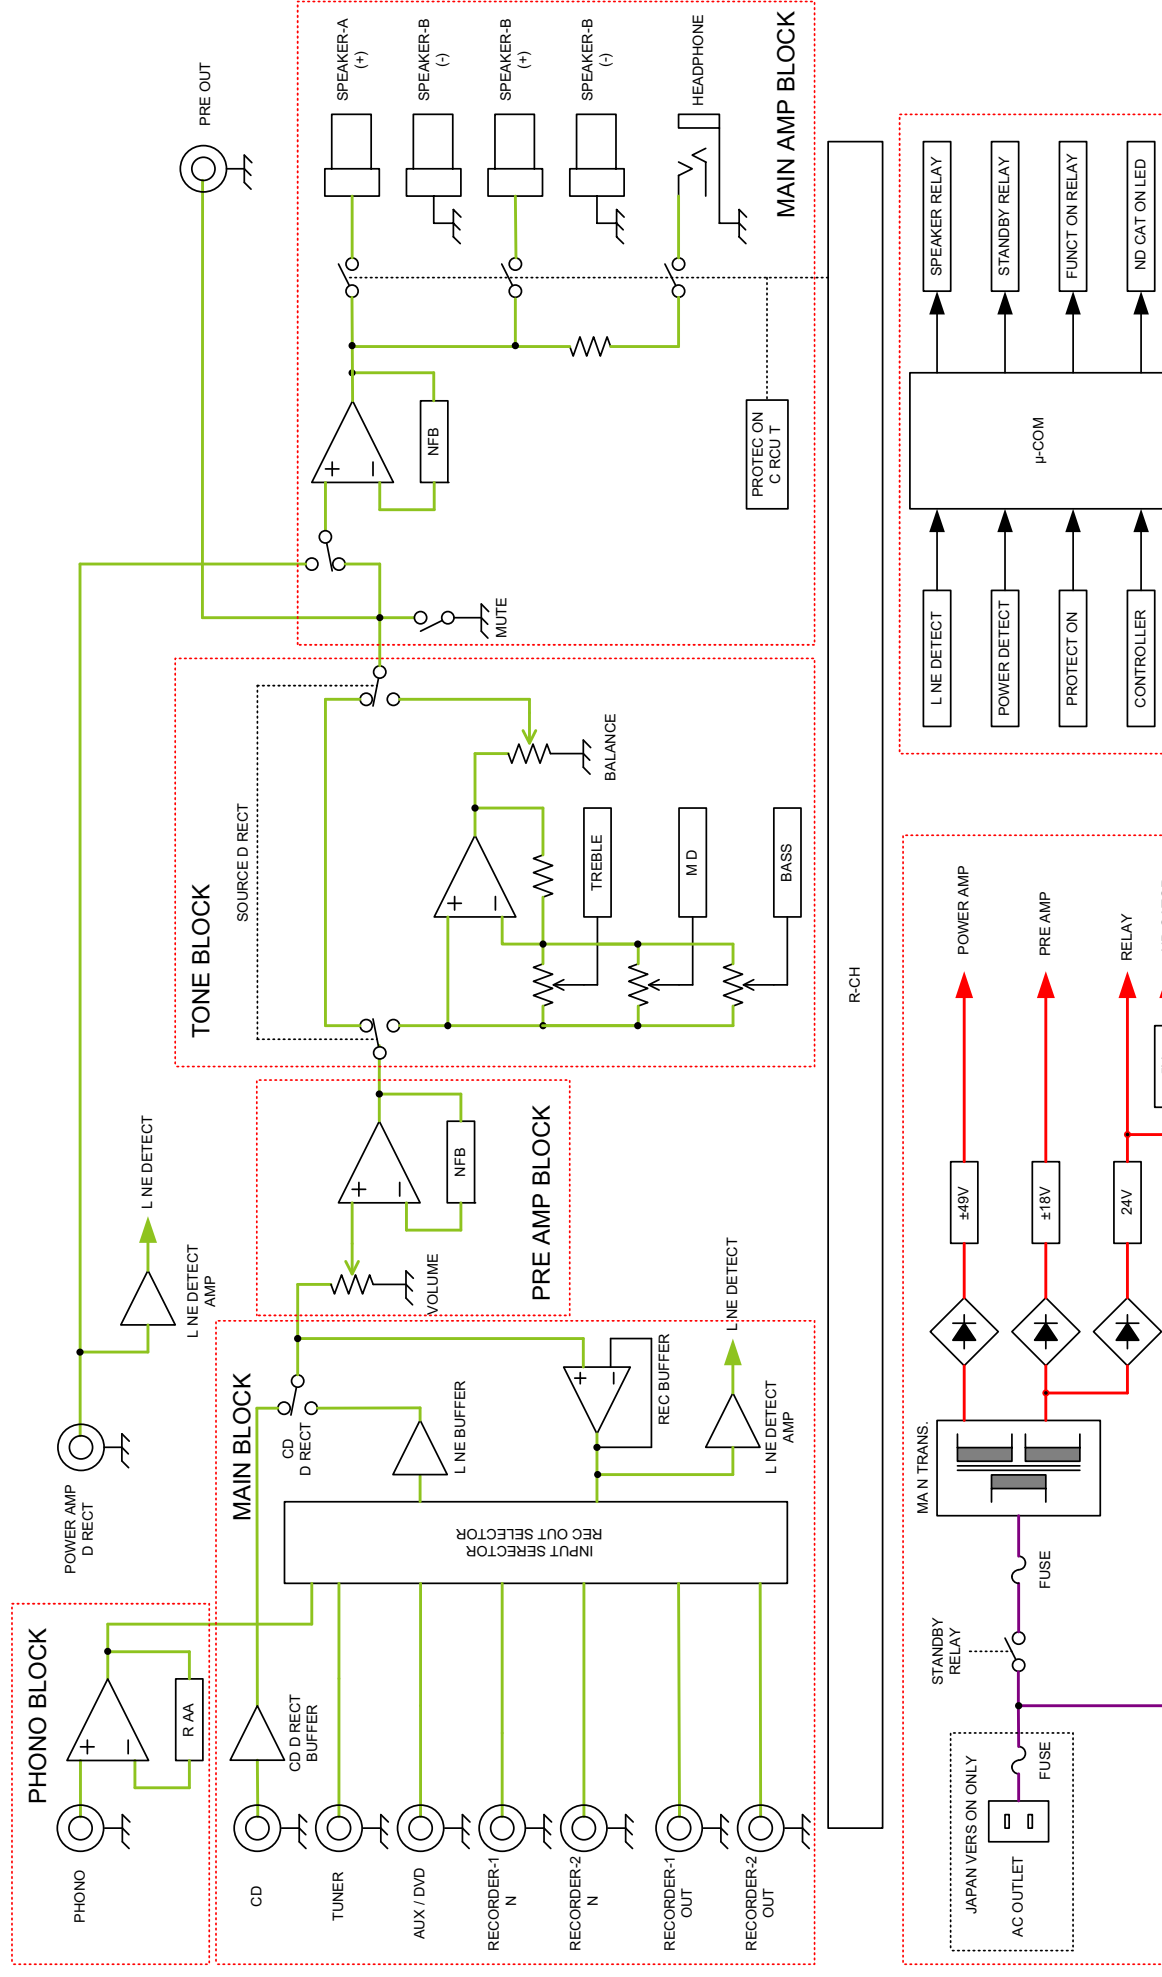 PHONO BLOCK
PHONO
R AA
POWER AMP
D RECT
L NE DETECT
AMP
L NE DETECT
PRE OUT
MAIN BLOCK
CD
TUNER
AUX / DVD
RECORDER-1
N
RECORDER-2
N
RECORDER-1
OUT
RECORDER-2
OUT
CD D RECT
BUFFER
INPUT SERECTOR
REC OUT SELECTOR
CD
D RECT
L NE BUFFER
REC BUFFER
L NE DETECT
AMP
L NE DETECT
PRE AMP BLOCK
VOLUME
NFB
TONE BLOCK
SOURCE D RECT
TREBLE
M D
BASS
BALANCE
MAIN AMP BLOCK
MUTE
NFB
PROTEC ON
C RCU T
SPEAKER-A
(+)
SPEAKER-B
(-)
SPEAKER-B
(+)
SPEAKER-B
(-)
HEADPHONE
R-CH
JAPAN VERS ON ONLY
AC OUTLET
FUSE
STANDBY
RELAY
FUSE
MA N TRANS.
±49V
±18V
24V
POWER AMP
PRE AMP
RELAY
L NE DETECT
POWER DETECT
PROTECT ON
CONTROLLER
µ-COM
SPEAKER RELAY
STANDBY RELAY
FUNCT ON RELAY
ND CAT ON LED